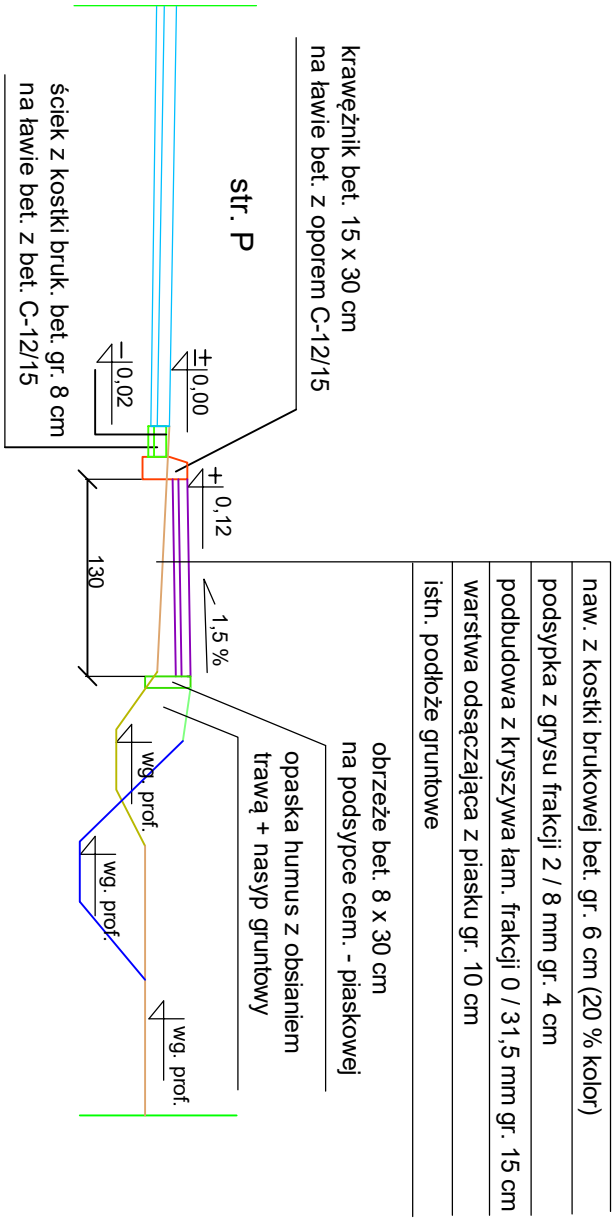 naw. z kostki brukowej bet. gr. 6 cm (20 % kolor)
podsypka z grysu frakcji 2 / 8 mm gr. 4 cm
podbudowa z kryszywa łam. frakcji 0 / 31,5 mm gr. 15 cm
warstwa odsączająca z piasku gr. 10 cm
istn. podłoże gruntowe
krawężnik bet. 15 x 30 cm
na ławie bet. z oporem C-12/15
str. P
±0,00
-0,02
+0,12
1,5 %
130
ściek z kostki bruk. bet. gr. 8 cm
na ławie bet. z bet. C-12/15
obrzeże bet. 8 x 30 cm
na podsypce cem. - piaskowej
opaska humus z obsianiem
trawą + nasyp gruntowy
wg. prof.
wg. prof.
wg. prof.